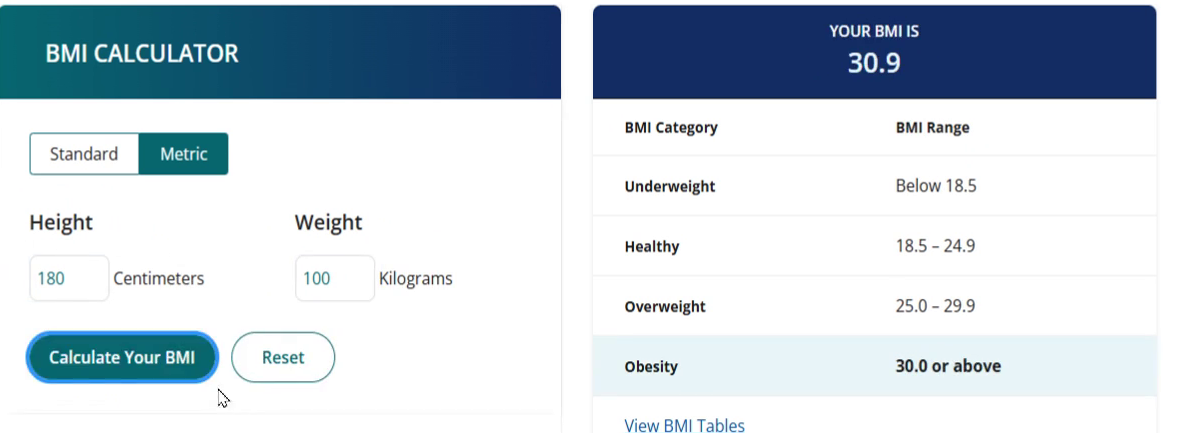 BMI CALCULATOR
Standard Metric
Height Weight
180 Centimeters 100 Kilograms
Calculate Your BMI Reset
YOUR BMI IS
30.9
BMI Category BMI Range
Underweight Below 18.5
Healthy 18.5 – 24.9
Overweight 25.0 – 29.9
Obesity 30.0 or above
View BMI Tables